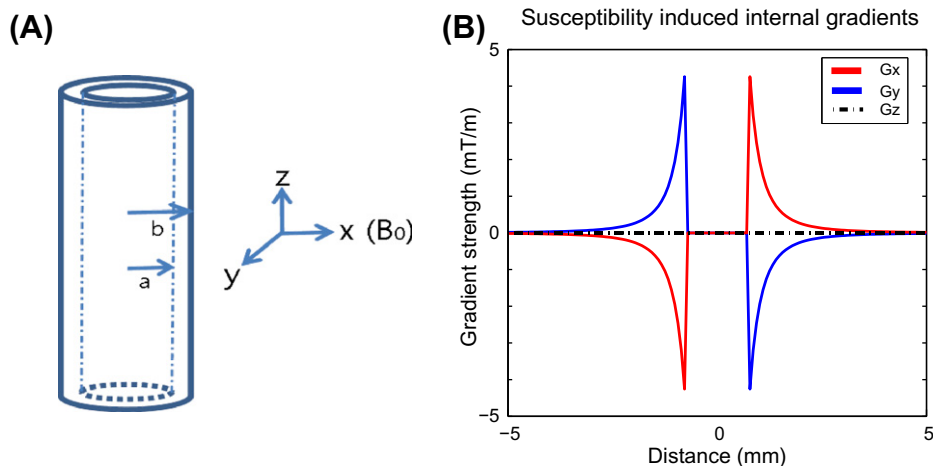 (A)
z
x (B₀)
y
b
a
(B)
Susceptibility induced internal gradients
Gradient strength (mT/m)
5
0
−5
Gx
Gy
Gz
−5
0
5
Distance (mm)